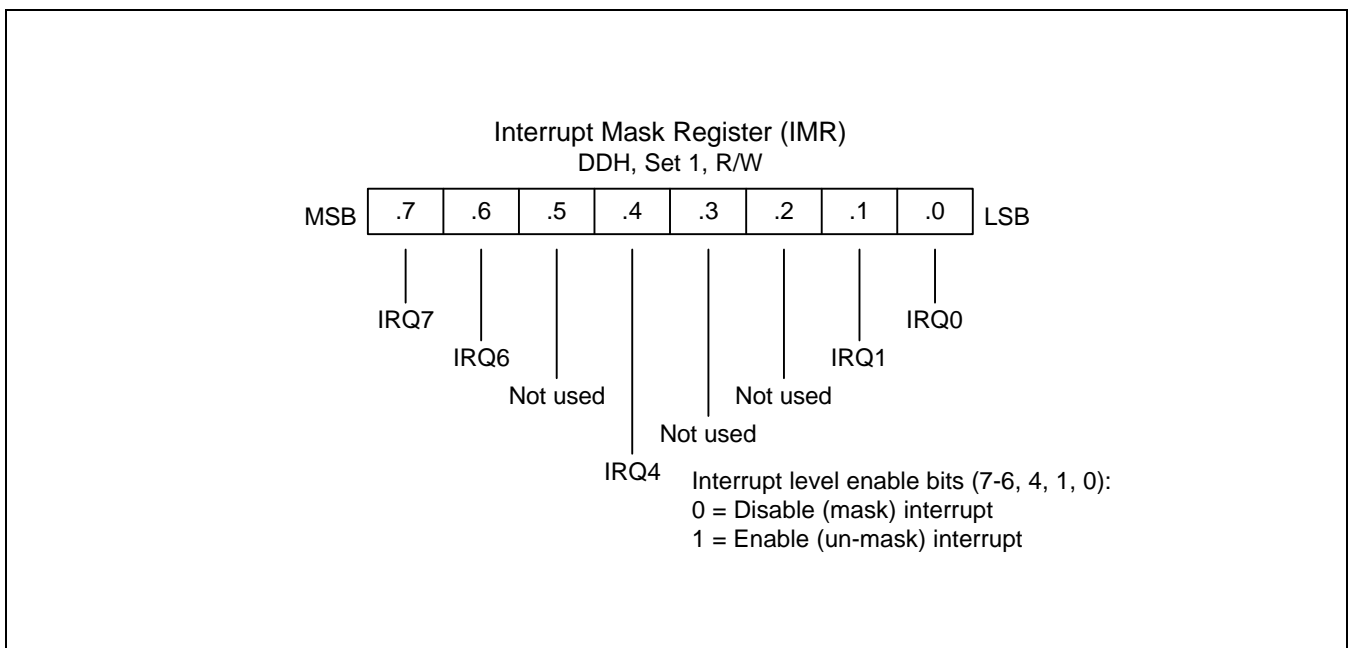 Interrupt Mask Register (IMR)
DDH, Set 1, R/W
MSB .7 .6 .5 .4 .3 .2 .1 .0 LSB
IRQ7 IRQ0
IRQ6 IRQ1
Not used Not used
Not used
IRQ4
Interrupt level enable bits (7-6, 4, 1, 0):
0 = Disable (mask) interrupt
1 = Enable (un-mask) interrupt